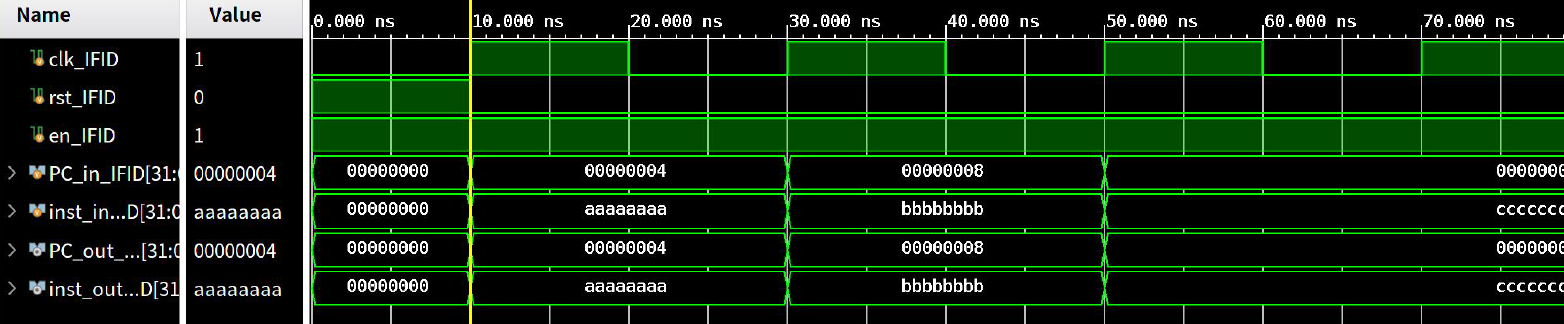 Name Value 0.000 ns 10.000 ns 20.000 ns 30.000 ns 40.000 ns 50.000 ns 60.000 ns 70.000 ns
clk_IFID 1
rst_IFID 0
en_IFID 1
PC_in_IFID[31:0 00000004 00000000 00000004 00000008 0000000
inst_in...D[31:0 aaaaaaaa 00000000 aaaaaaaa bbbbbbbb ccccccc
PC_out_...[31:0 00000004 00000000 00000004 00000008 0000000
inst_out...D[31 aaaaaaaa 00000000 aaaaaaaa bbbbbbbb ccccccc